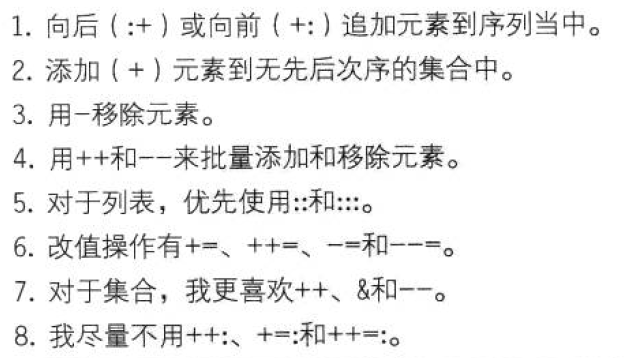 1. 向后（:+）或向前（+:）追加元素到序列当中。
2. 添加（+）元素到无先后次序的集合中。
3. 用-移除元素。
4. 用++和--来批量添加和移除元素。
5. 对于列表，优先使用::和:::。
6. 改值操作有+=、++=、-=和--=。
7. 对于集合，我更喜欢++、&和--。
8. 我尽量不用++:、+=:和++=:。